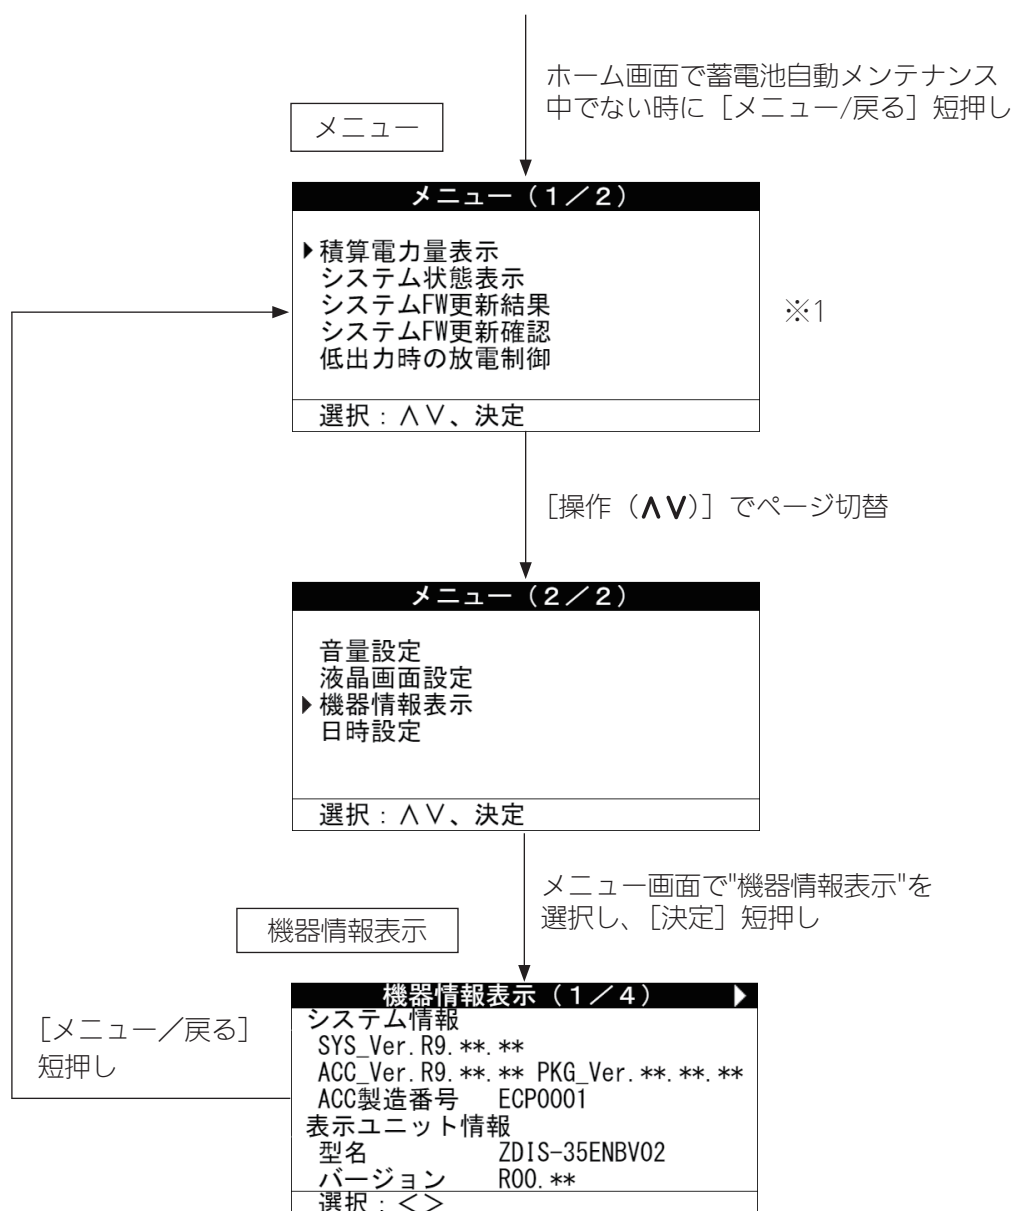 ホーム画面で蓄電池自動メンテナンス
中でない時に［メニュー/戻る］短押し
メニュー
メニュー（１／２）
積算電力量表示
システム状態表示
システムFW更新結果
システムFW更新確認
低出力時の放電制御
選択：∧∨、決定
※1
［操作（∧∨）］でページ切替
メニュー（２／２）
音量設定
液晶画面設定
機器情報表示
日時設定
選択：∧∨、決定
メニュー画面で"機器情報表示"を
選択し、［決定］短押し
機器情報表示
機器情報表示（１／４）
システム情報
SYS_Ver.R9.**.**
ACC_Ver.R9.**.** PKG_Ver.**.**.**
ACC製造番号 ECP0001
表示ユニット情報
型名 ZDIS-35ENBV02
バージョン R00.**
選択：＜＞
［メニュー／戻る］
短押し